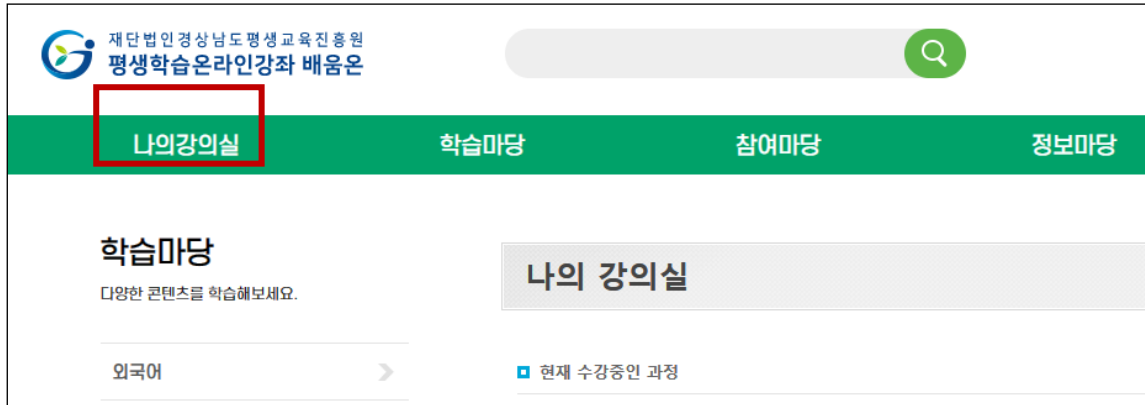 재단법인경상남도평생교육진흥원
평생학습온라인강좌 배움온
나의강의실 학습마당 참여마당 정보마당
학습마당
다양한 콘텐츠를 학습해보세요.
외국어
나의 강의실
현재 수강중인 과정